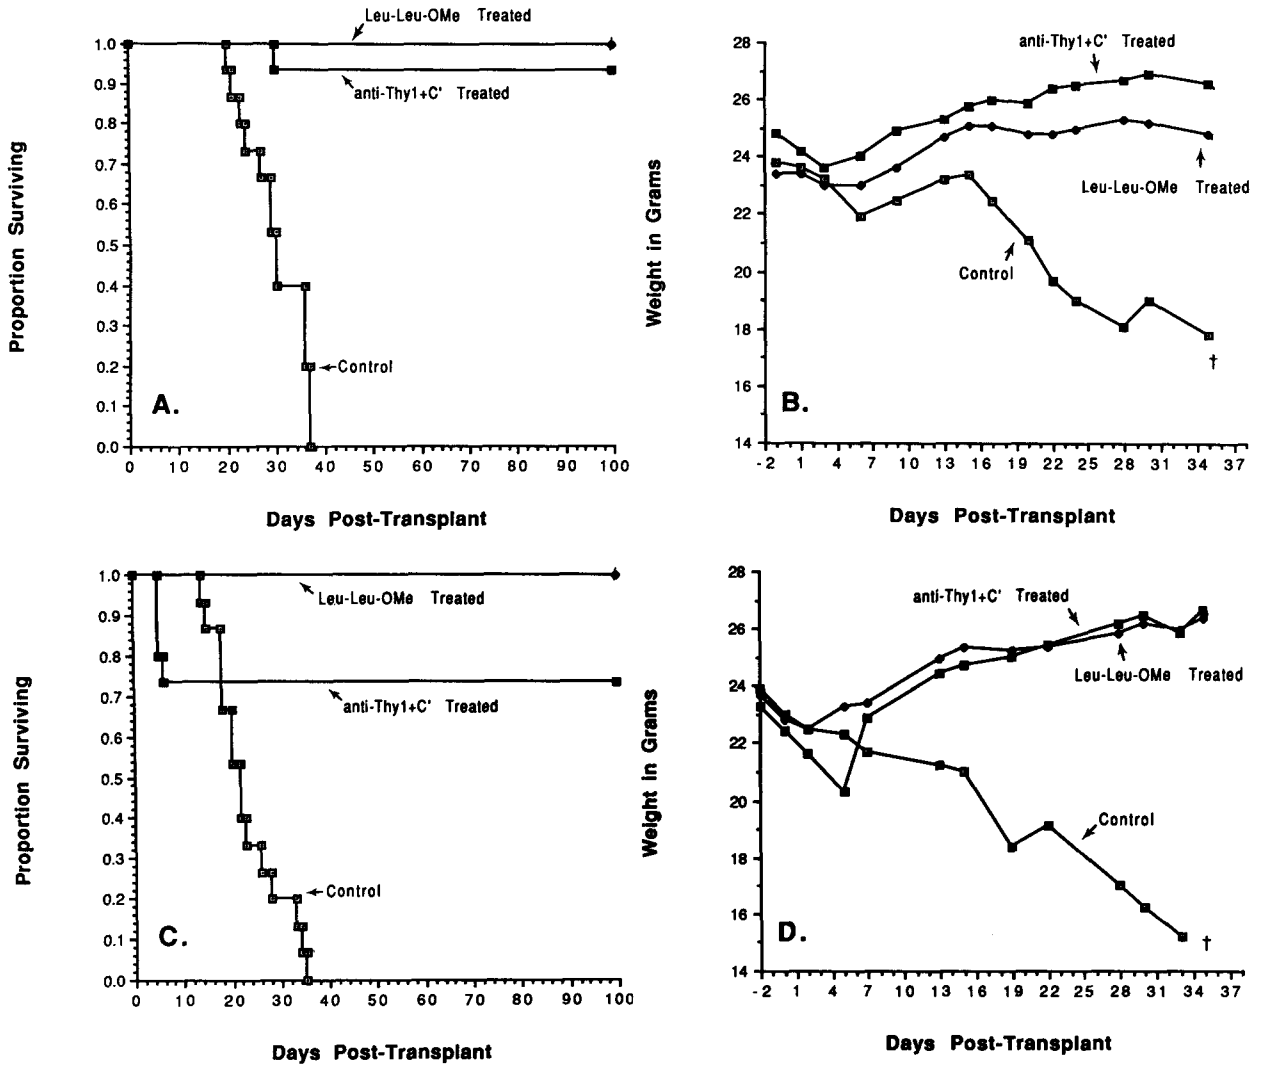 Leu-Leu-OMe Treated
1.0
0.9
0.8
0.7
0.6
0.5
0.4
0.3
0.2
0.1
0.0
anti-Thy1+C' Treated
Control
A.
0 10 20 30 40 50 60 70 80 90 100
Proportion Surviving
Days Post-Transplant
28
26
24
22
20
18
16
14
anti-Thy1+C' Treated
Leu-Leu-OMe Treated
Control
†
B.
-2 1 4 7 10 13 16 19 22 25 28 31 34 37
Weight in Grams
Days Post-Transplant
1.0
0.9
0.8
0.7
0.6
0.5
0.4
0.3
0.2
0.1
0.0
Leu-Leu-OMe Treated
anti-Thy1+C' Treated
Control
C.
0 10 20 30 40 50 60 70 80 90 100
Proportion Surviving
Days Post-Transplant
28
26
24
22
20
18
16
14
anti-Thy1+C' Treated
Leu-Leu-OMe Treated
Control
†
D.
-2 1 4 7 10 13 16 19 22 25 28 31 34 37
Weight in Grams
Days Post-Transplant